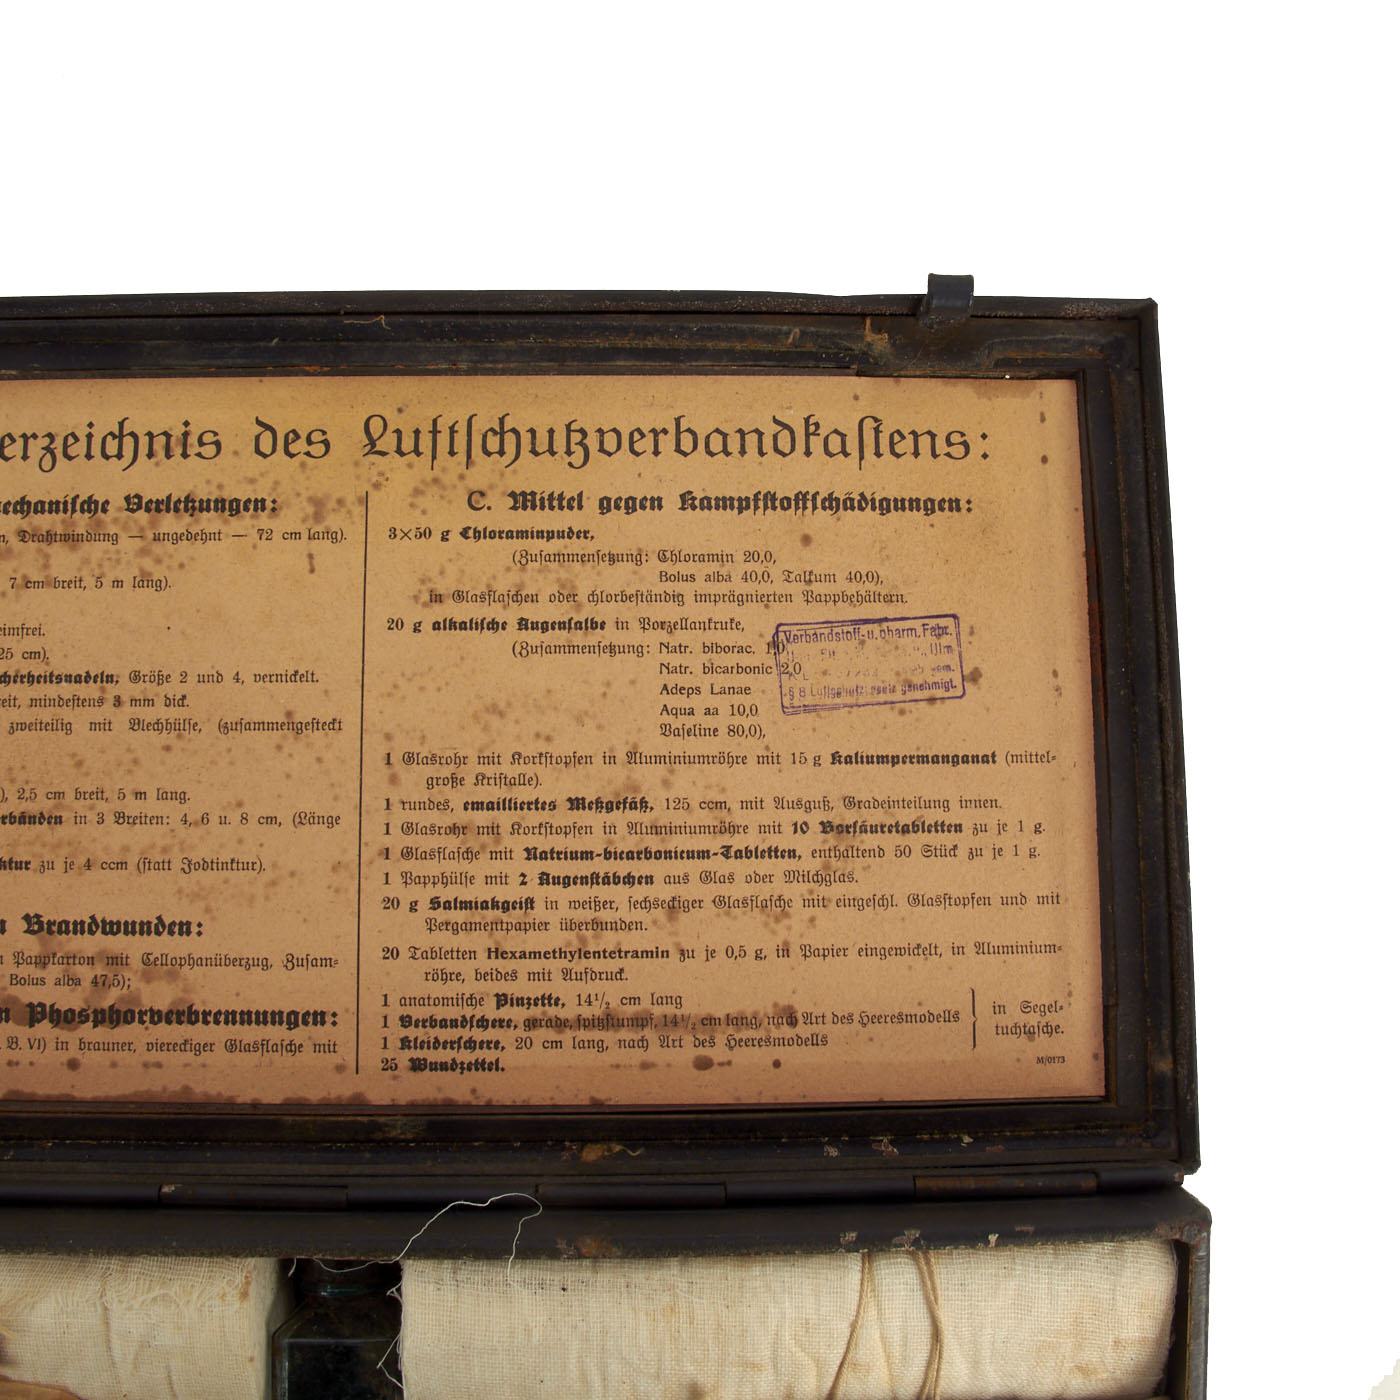 erzeichnis des Luftschutzverbandkastens:
echanische Verletzungen:
n, Drahtwindung — ungedehnt — 72 cm lang).
7 cm breit, 5 m lang).
eimfrei.
25 cm).
cherheitsnadeln, Größe 2 und 4, vernickelt.
reit, mindestens 3 mm dick.
zweiteilig mit Blechhülse, (zusammengesteckt
), 2,5 cm breit, 5 m lang.
rbänden in 3 Breiten: 4, 6 u. 8 cm, (Länge
ktur zu je 4 ccm (statt Jodtinktur).
n Brandwunden:
n Pappkarton mit Cellophanüberzug, Zusam=
Bolus alba 47,5);
n Phosphorverbrennungen:
. B. VI) in brauner, viereckiger Glasflasche mit
C. Mittel gegen Kampfstoffschädigungen:
3×50 g Chloraminpuder,
(Zusammensetzung: Chloramin 20,0,
Bolus alba 40,0, Talkum 40,0),
in Glasflaschen oder chlorbeständig imprägnierten Pappbehältern.
20 g alkalische Augensalbe in Porzellankruke,
(Zusammensetzung: Natr. biborac. 1,0
Natr. bicarbonic 2,0
Adeps Lanae
Aqua aa 10,0
Vaseline 80,0),
Verbandstoff- u. pharm. Fabr.
Ulm
§ 8 Luftschutzgesetz genehmigt.
1 Glasrohr mit Korkstopfen in Aluminiumröhre mit 15 g Kaliumpermanganat (mittel=
große Kristalle).
1 rundes, emailliertes Meßgefäß, 125 ccm, mit Ausguß, Gradeinteilung innen.
1 Glasrohr mit Korkstopfen in Aluminiumröhre mit 10 Borsäuretabletten zu je 1 g.
1 Glasflasche mit Natrium-bicarbonicum-Tabletten, enthaltend 50 Stück zu je 1 g.
1 Papphülse mit 2 Augenstäbchen aus Glas oder Milchglas.
20 g Salmiakgeist in weißer, sechseckiger Glasflasche mit eingeschl. Glasstopfen und mit
Pergamentpapier überbunden.
20 Tabletten Hexamethylentetramin zu je 0,5 g, in Papier eingewickelt, in Aluminium=
röhre, beides mit Aufdruck.
1 anatomische Pinzette, 14½ cm lang
1 Verbandschere, gerade, spitzstumpf, 14½ cm lang, nach Art des Heeresmodells
1 Kleiderschere, 20 cm lang, nach Art des Heeresmodells
in Segel=
tuchtasche.
25 Wundzettel.
M/0173